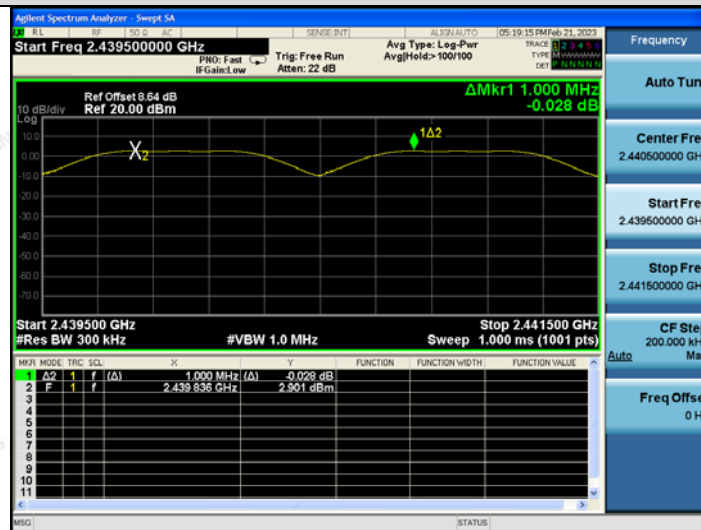 Agilent Spectrum Analyzer - Swept SA
RL RF 50 Ω AC SENSE:INT ALIGNAUTO 05:19:15 PM Feb 21, 2023
Start Freq 2.439500000 GHz
PNO: Fast
IFGain:Low
Trig: Free Run
Atten: 22 dB
Avg Type: Log-Pwr
Avg|Hold:>100/100
TRACE 1 2 3 4 5 6
TYPE M W W W W W
DET P N N N N N
ΔMkr1 1.000 MHz
-0.028 dB
Ref Offset 8.64 dB
Ref 20.00 dBm
10 dB/div
Log
10.0
0.00
-10.0
-20.0
-30.0
-40.0
-50.0
-60.0
-70.0
X2
1Δ2
Start 2.439500 GHz Stop 2.441500 GHz
#Res BW 300 kHz #VBW 1.0 MHz Sweep 1.000 ms (1001 pts)
MKR MODE TRC SCL X Y FUNCTION FUNCTION WIDTH FUNCTION VALUE
1 Δ2 1 f (Δ) 1.000 MHz (Δ) -0.028 dB
2 F 1 f 2.439 836 GHz 2.901 dBm
3
4
5
6
7
8
9
10
11
MSG STATUS
Frequency
Auto Tun
Center Fre
2.440500000 GH
Start Fre
2.439500000 GH
Stop Fre
2.441500000 GH
CF Ste
200.000 kH
Auto Ma
Freq Offse
0 H